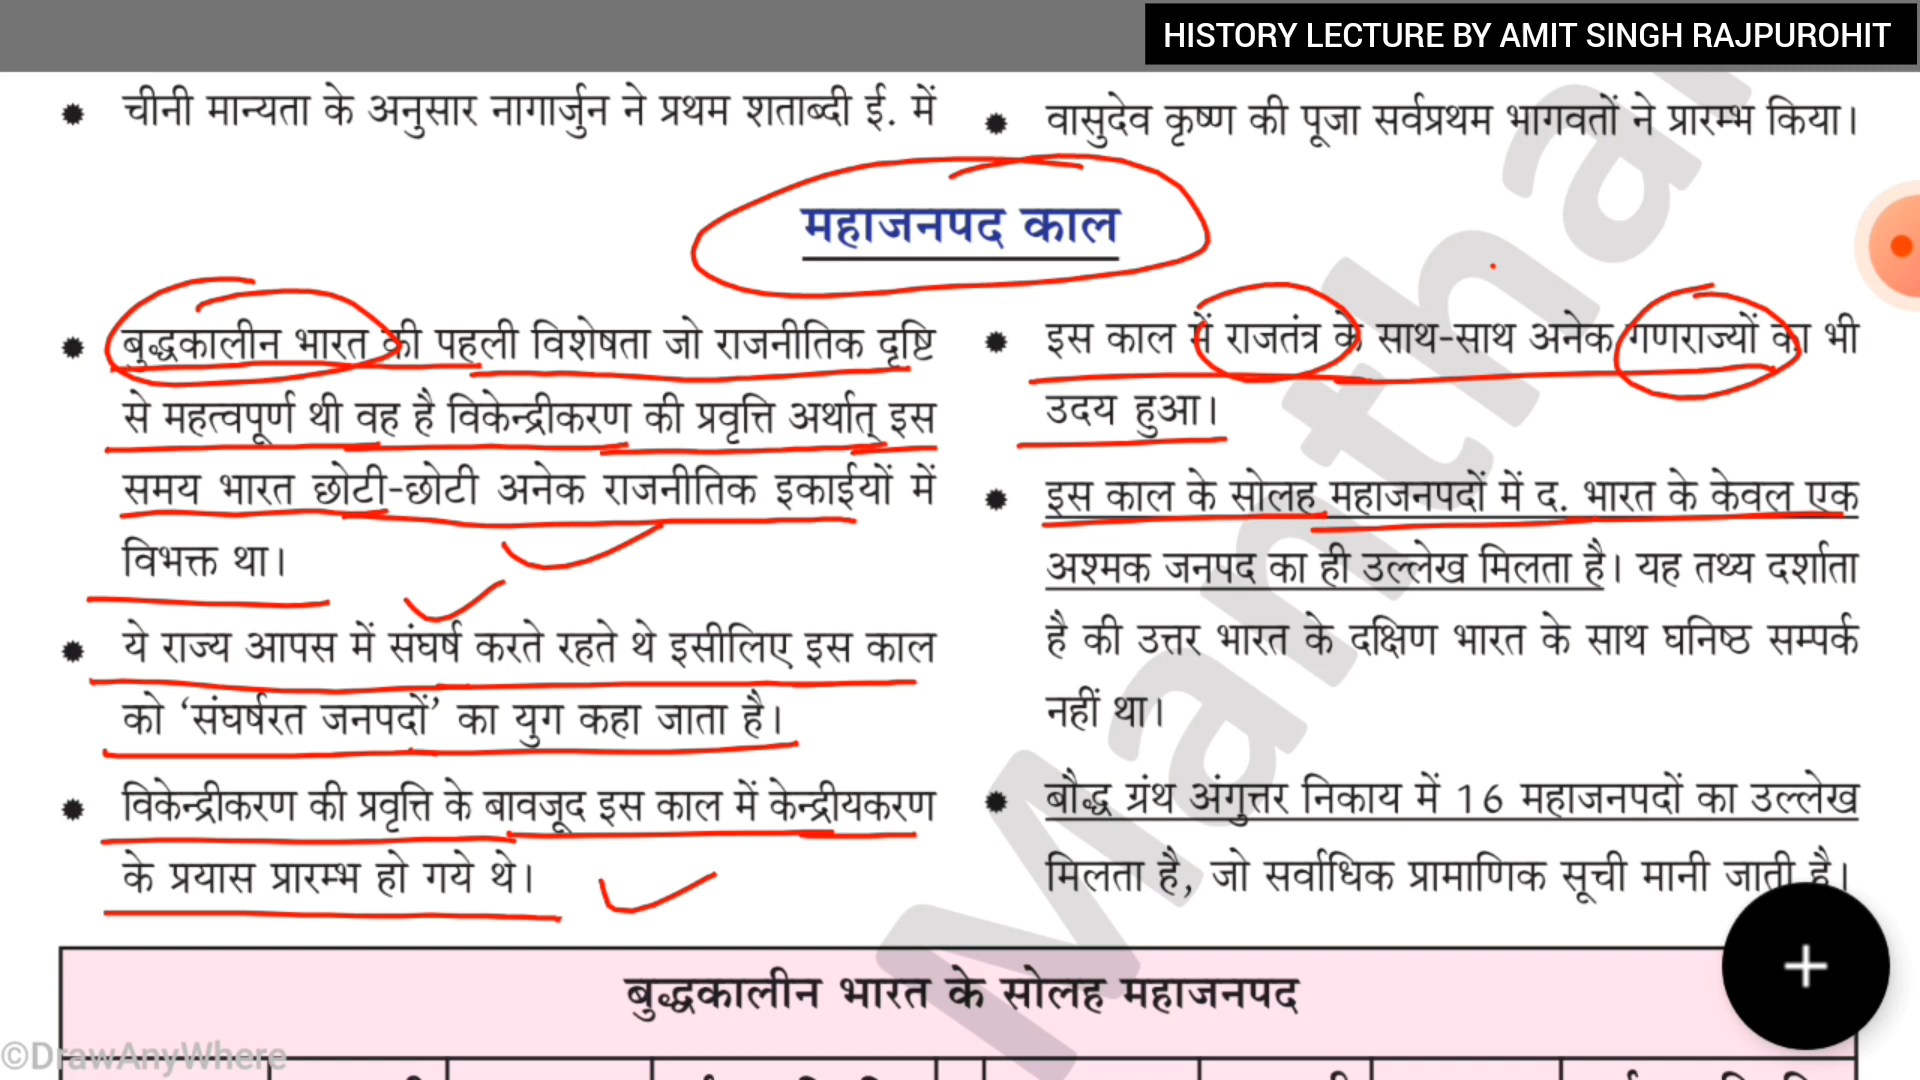 HISTORY LECTURE BY AMIT SINGH RAJPUROHIT
चीनी मान्यता के अनुसार नागार्जुन ने प्रथम शताब्दी ई. में
वासुदेव कृष्ण की पूजा सर्वप्रथम भागवतों ने प्रारम्भ किया।
महाजनपद काल
बुद्धकालीन भारत की पहली विशेषता जो राजनीतिक दृष्टि
से महत्वपूर्ण थी वह है विकेन्द्रीकरण की प्रवृत्ति अर्थात् इस
समय भारत छोटी-छोटी अनेक राजनीतिक इकाईयों में
विभक्त था।
ये राज्य आपस में संघर्ष करते रहते थे इसीलिए इस काल
को ‘संघर्षरत जनपदों’ का युग कहा जाता है।
विकेन्द्रीकरण की प्रवृत्ति के बावजूद इस काल में केन्द्रीयकरण
के प्रयास प्रारम्भ हो गये थे।
इस काल में राजतंत्र के साथ-साथ अनेक गणराज्यों का भी
उदय हुआ।
इस काल के सोलह महाजनपदों में द. भारत के केवल एक
अश्मक जनपद का ही उल्लेख मिलता है। यह तथ्य दर्शाता
है की उत्तर भारत के दक्षिण भारत के साथ घनिष्ठ सम्पर्क
नहीं था।
बौद्ध ग्रंथ अंगुत्तर निकाय में 16 महाजनपदों का उल्लेख
मिलता है, जो सर्वाधिक प्रामाणिक सूची मानी जाती है।
बुद्धकालीन भारत के सोलह महाजनपद
©DrawAnyWhere
Mantha